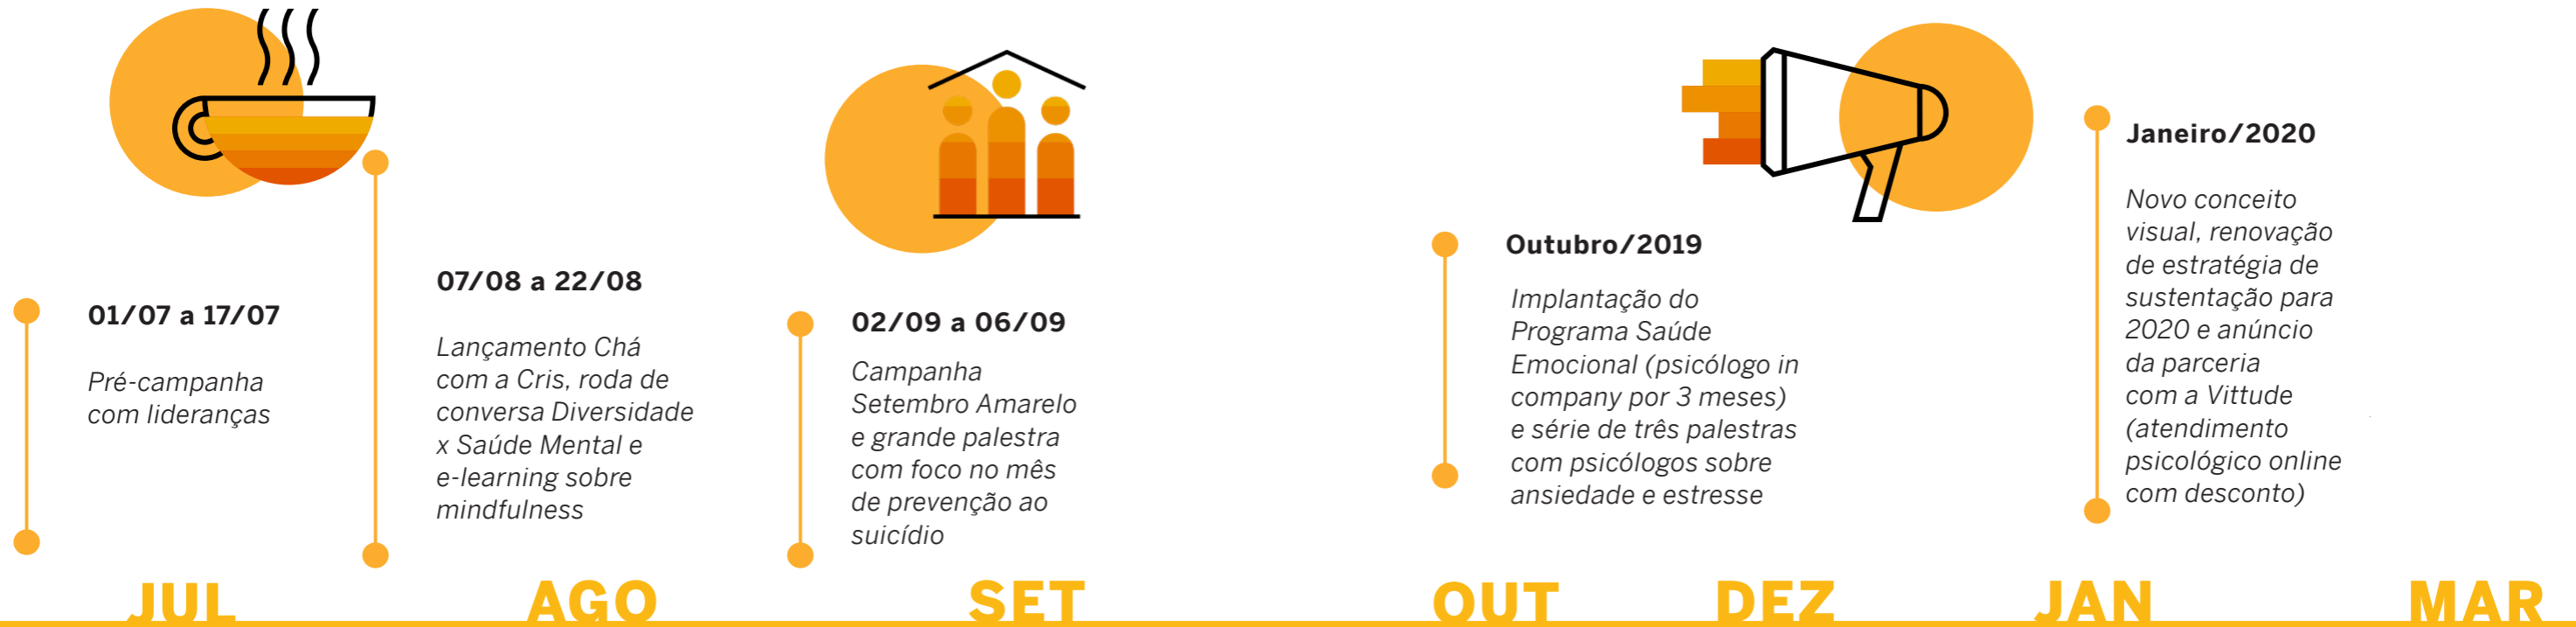 01/07 a 17/07
Pré-campanha
com lideranças
07/08 a 22/08
Lançamento Chá
com a Cris, roda de
conversa Diversidade
x Saúde Mental e
e-learning sobre
mindfulness
02/09 a 06/09
Campanha
Setembro Amarelo
e grande palestra
com foco no mês
de prevenção ao
suicídio
Outubro/2019
Implantação do
Programa Saúde
Emocional (psicólogo in
company por 3 meses)
e série de três palestras
com psicólogos sobre
ansiedade e estresse
Janeiro/2020
Novo conceito
visual, renovação
de estratégia de
sustentação para
2020 e anúncio
da parceria
com a Vittude
(atendimento
psicológico online
com desconto)
JUL AGO SET OUT DEZ JAN MAR